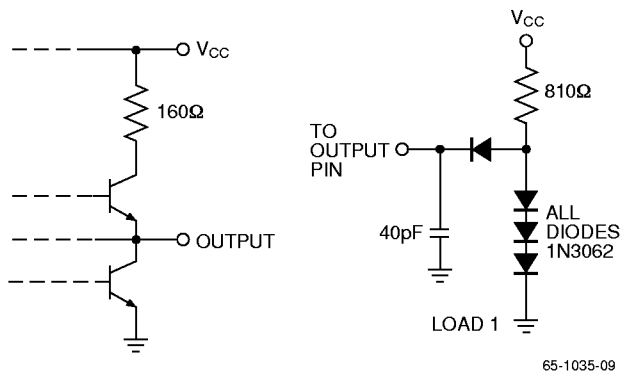 VCC
160Ω
OUTPUT
VCC
810Ω
TO
OUTPUT
PIN
40pF
ALL
DIODES
1N3062
LOAD 1
65-1035-09